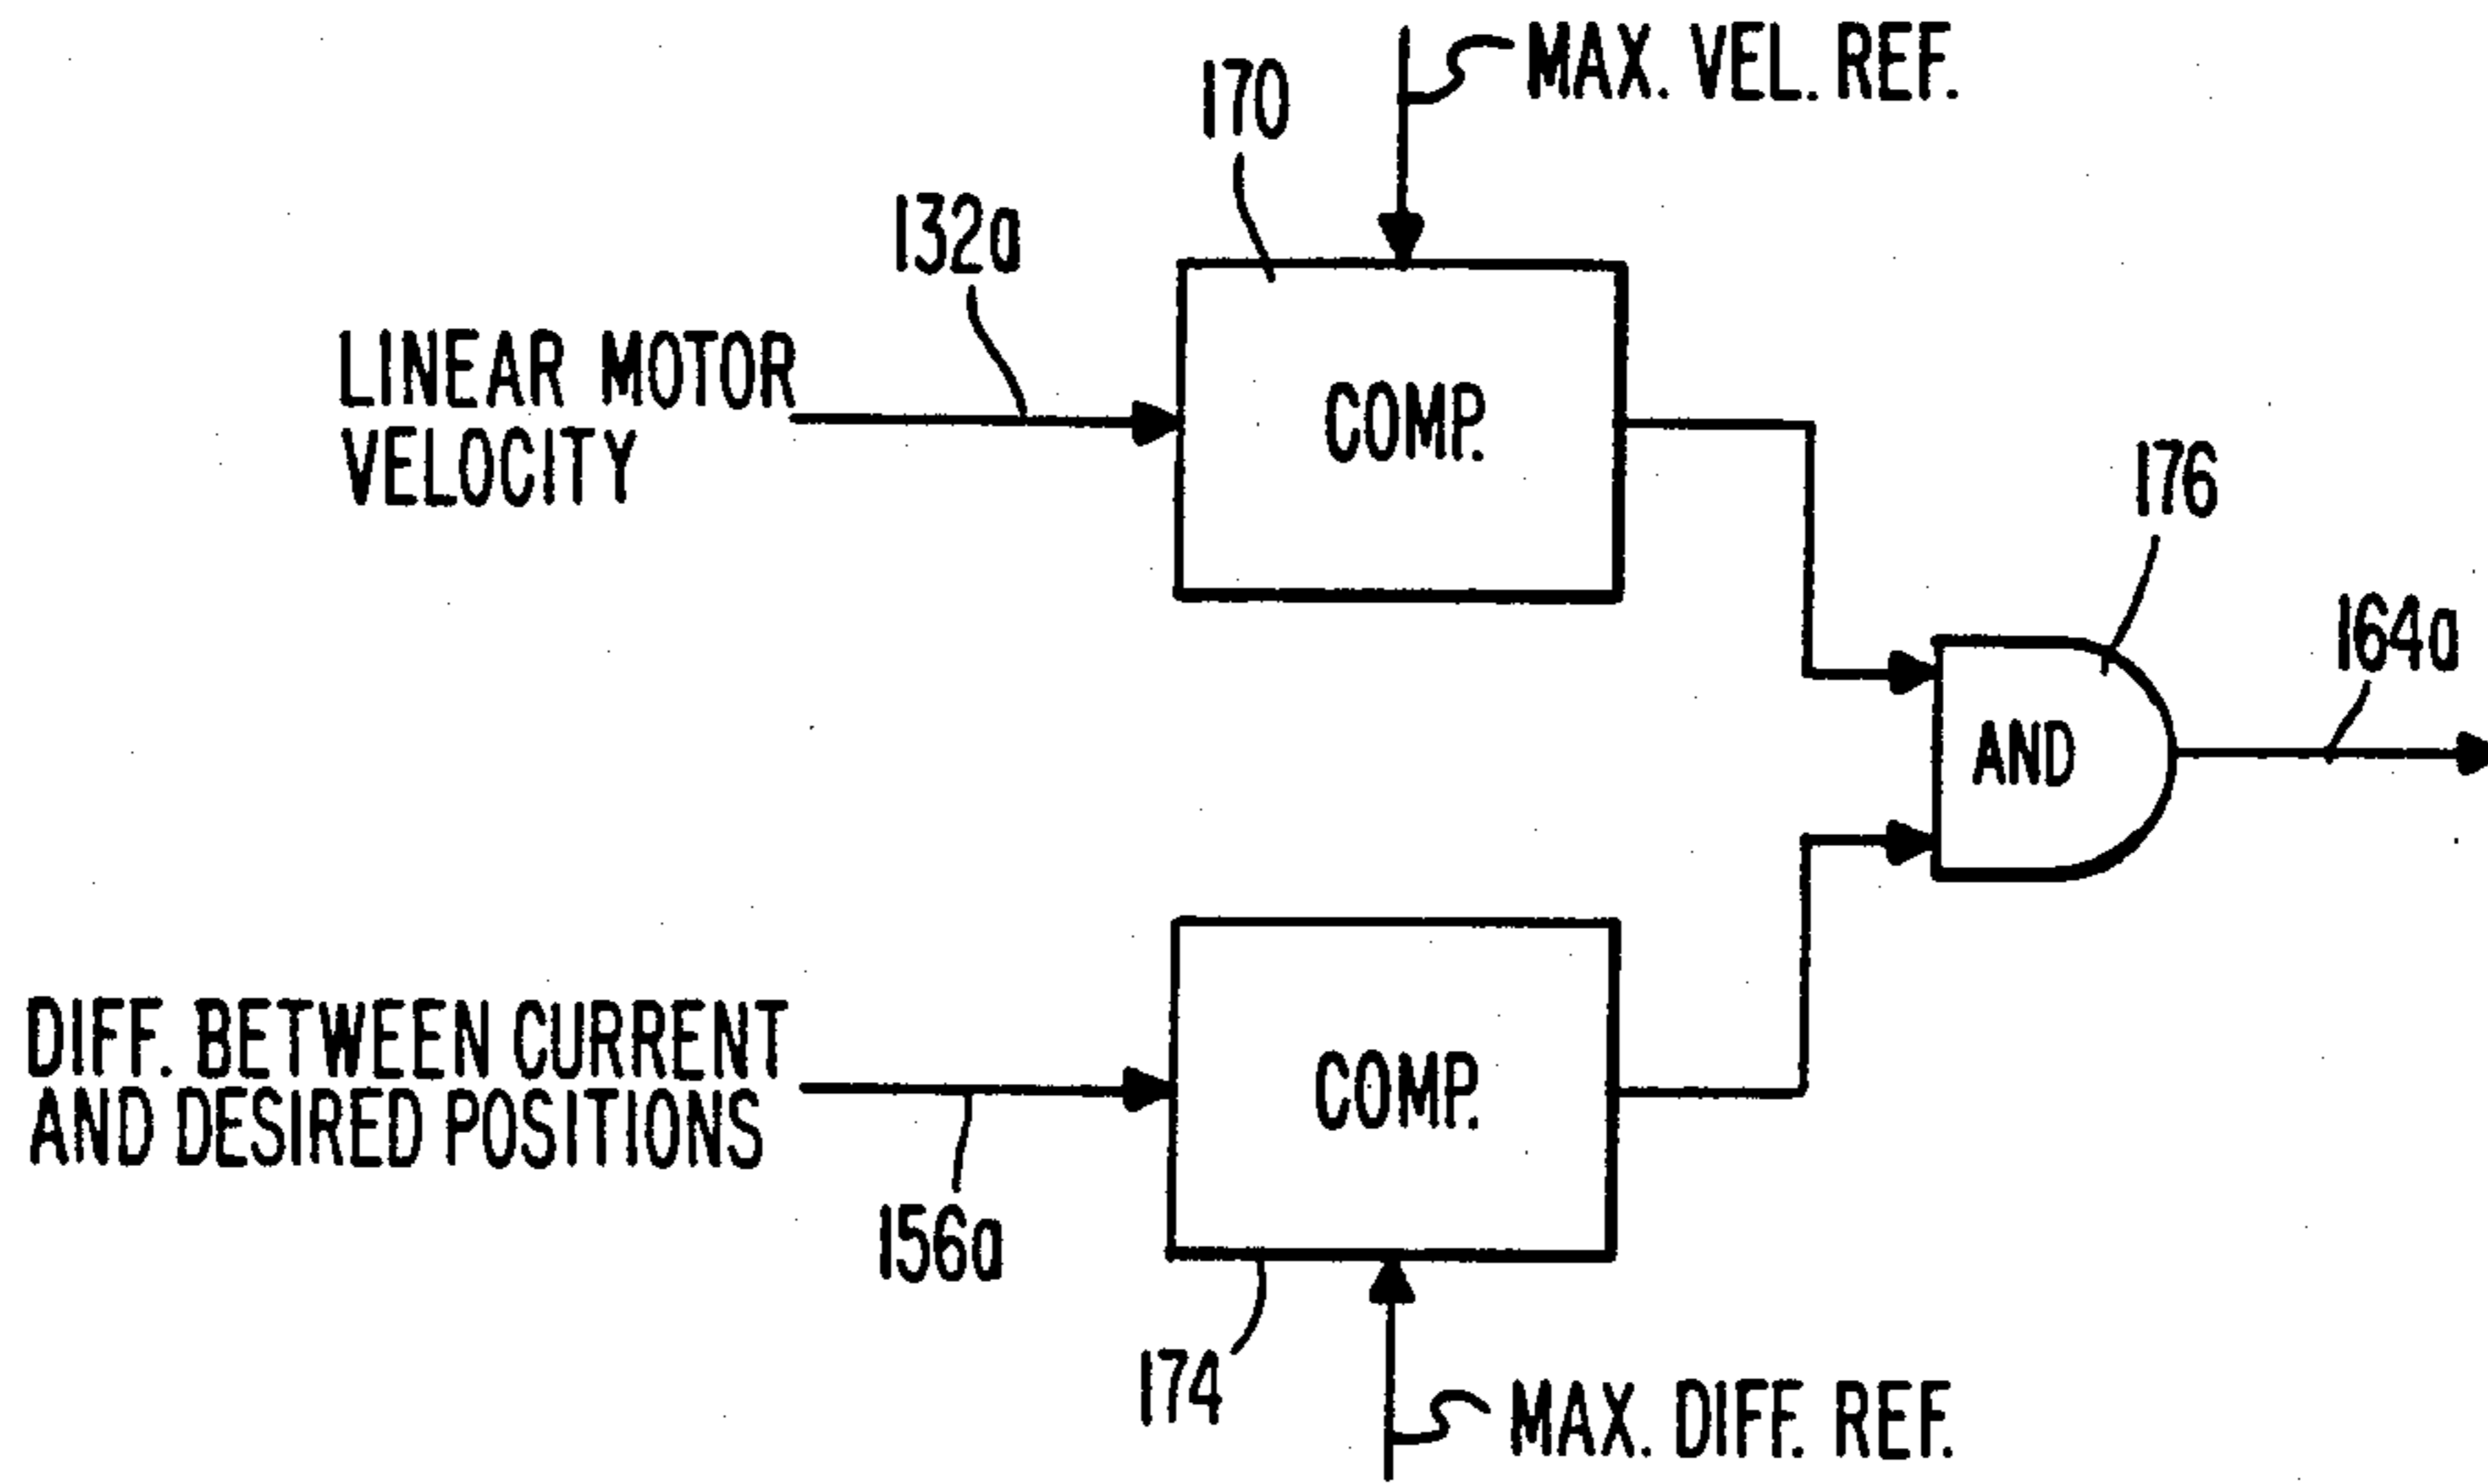 MAX. VEL. REF.
170
132a
LINEAR MOTOR
VELOCITY
COMP.
176
164a
AND
DIFF. BETWEEN CURRENT
AND DESIRED POSITIONS
COMP.
156a
174
MAX. DIFF. REF.